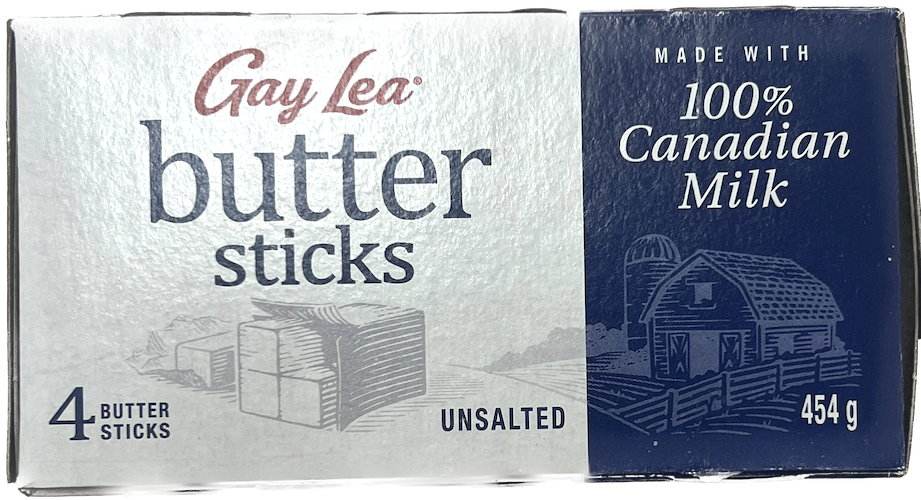 Gay Lea®
butter
sticks
4 BUTTER
STICKS
UNSALTED
MADE WITH
100%
Canadian
Milk
454 g